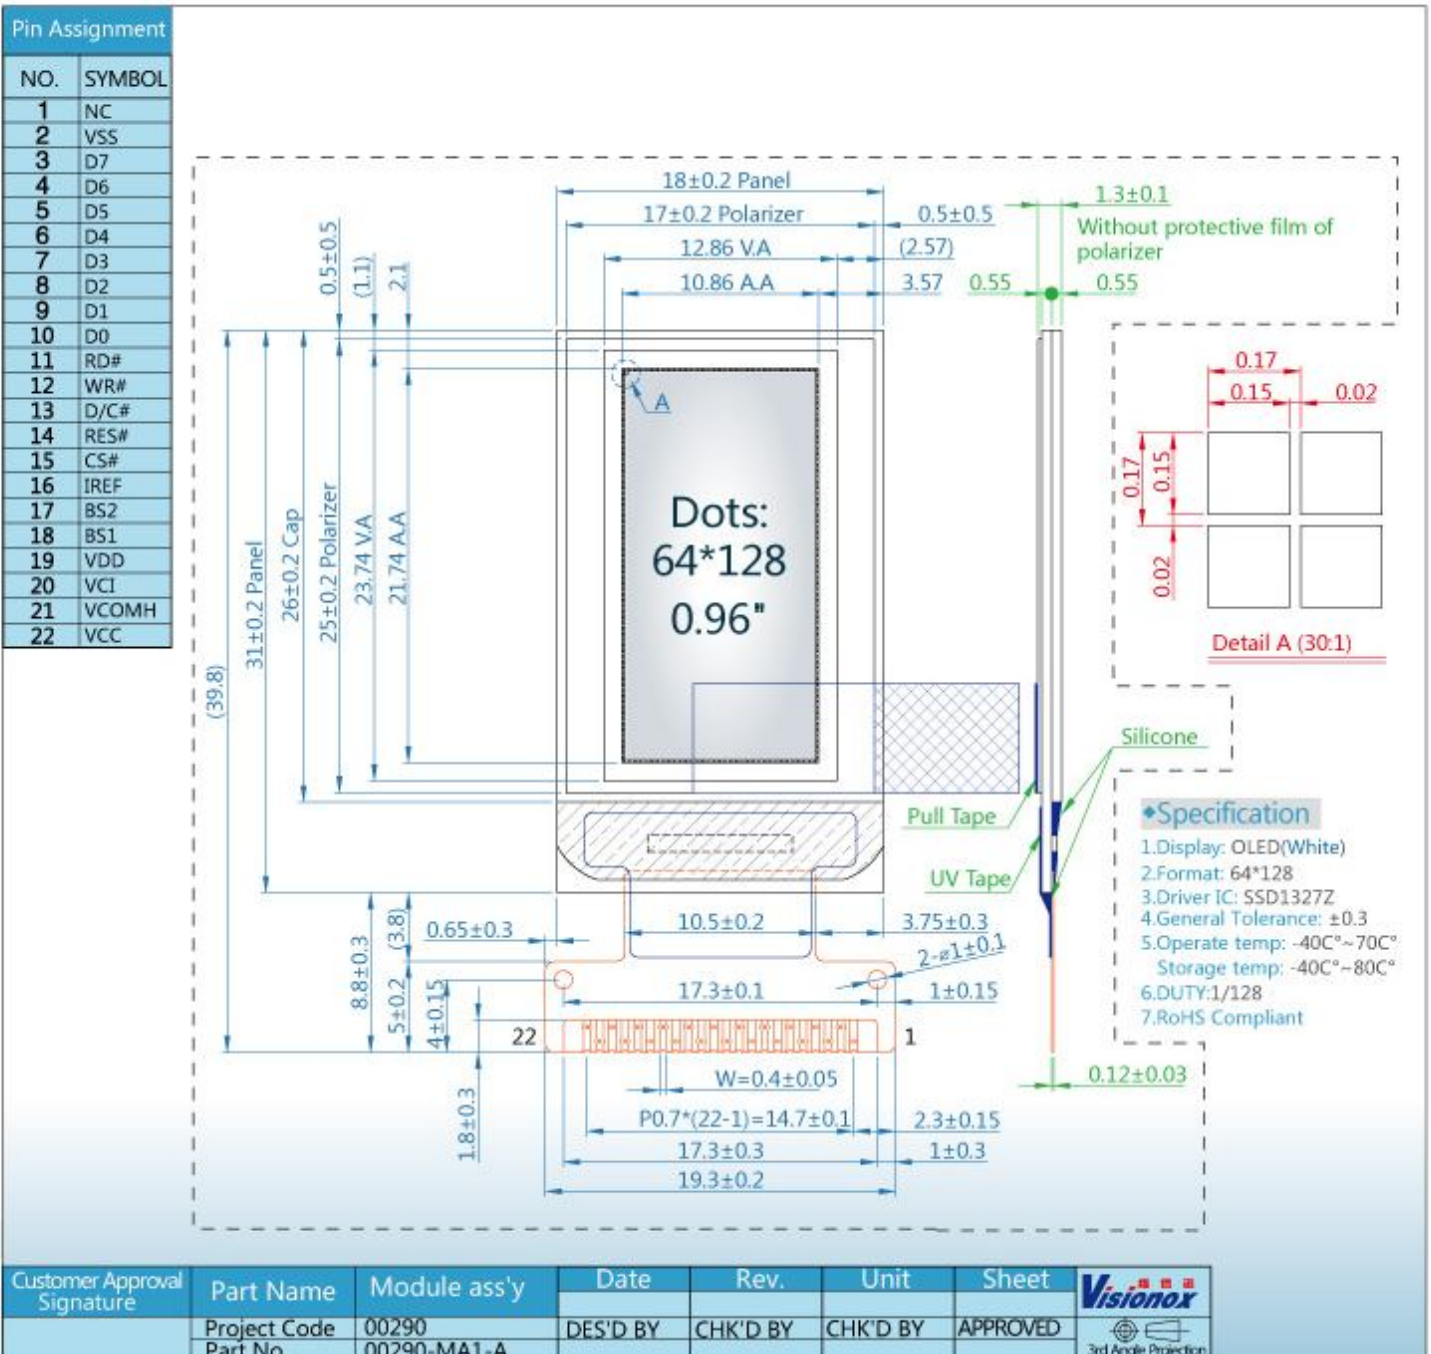 Pin Assignment
NO. SYMBOL
1 NC
2 VSS
3 D7
4 D6
5 D5
6 D4
7 D3
8 D2
9 D1
10 D0
11 RD#
12 WR#
13 D/C#
14 RES#
15 CS#
16 IREF
17 BS2
18 BS1
19 VDD
20 VCI
21 VCOMH
22 VCC
18±0.2 Panel
17±0.2 Polarizer
0.5±0.5
12.86 V.A
(2.57)
10.86 A.A
3.57
0.5±0.5
(1.1)
2.1
(39.8)
31±0.2 Panel
26±0.2 Cap
25±0.2 Polarizer
23.74 V.A
21.74 A.A
A
Dots:
64*128
0.96"
1.3±0.1
Without protective film of
polarizer
0.55
0.55
0.17
0.15
0.02
0.17
0.15
0.02
Detail A (30:1)
Silicone
Pull Tape
UV Tape
◆Specification
1.Display: OLED(White)
2.Format: 64*128
3.Driver IC: SSD1327Z
4.General Tolerance: ±0.3
5.Operate temp: -40C°~70C°
Storage temp: -40C°~80C°
6.DUTY:1/128
7.RoHS Compliant
0.65±0.3
10.5±0.2
3.75±0.3
2-ø1±0.1
8.8±0.3
(3.8)
5±0.2
4±0.15
17.3±0.1
1±0.15
22
1
W=0.4±0.05
0.12±0.03
1.8±0.3
P0.7*(22-1)=14.7±0.1
2.3±0.15
17.3±0.3
1±0.3
19.3±0.2
Customer Approval
Signature
Part Name
Module ass'y
Date
Rev.
Unit
Sheet
Visionox
维信诺
Project Code
00290
DES'D BY
CHK'D BY
CHK'D BY
APPROVED
Part No
00290-MA1-A
3rd Angle Projection